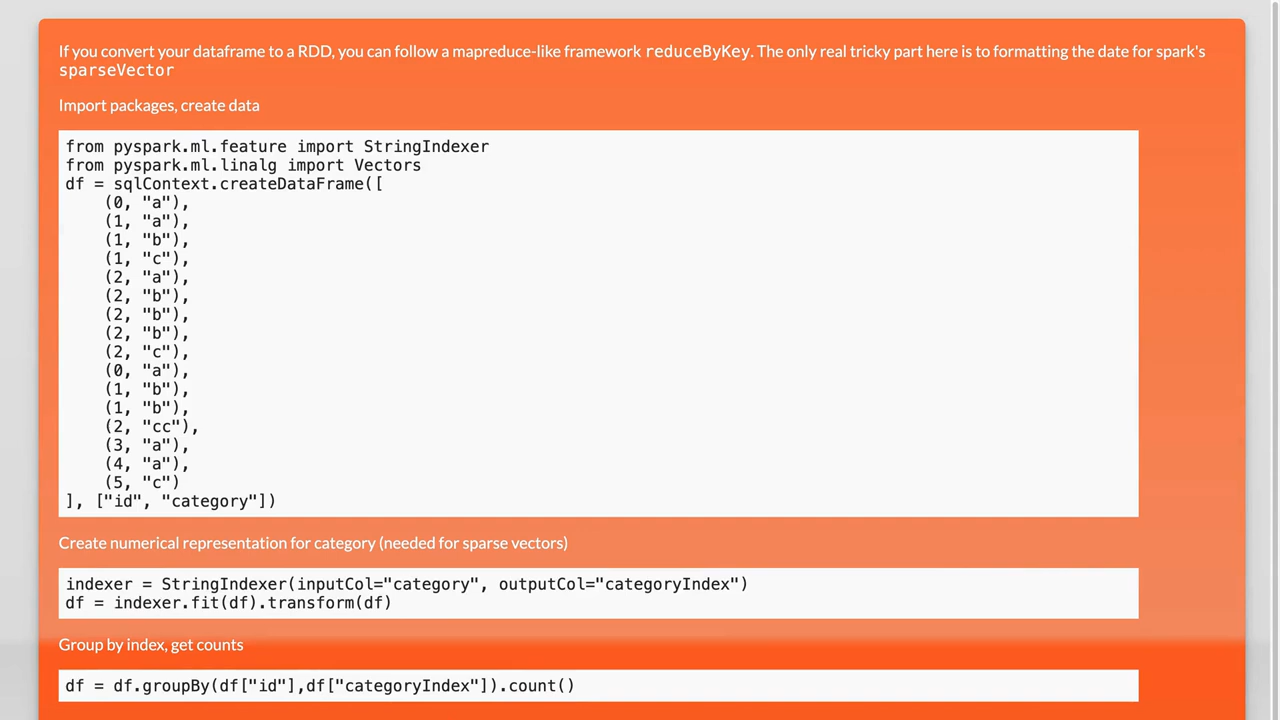 If you convert your dataframe to a RDD, you can follow a mapreduce-like framework reduceByKey. The only real tricky part here is to formatting the date for spark's
sparseVector
Import packages, create data
from pyspark.ml.feature import StringIndexer
from pyspark.ml.linalg import Vectors
df = sqlContext.createDataFrame([
    (0, "a"),
    (1, "a"),
    (1, "b"),
    (1, "c"),
    (2, "a"),
    (2, "b"),
    (2, "b"),
    (2, "b"),
    (2, "c"),
    (0, "a"),
    (1, "b"),
    (1, "b"),
    (2, "cc"),
    (3, "a"),
    (4, "a"),
    (5, "c")
], ["id", "category"])
Create numerical representation for category (needed for sparse vectors)
indexer = StringIndexer(inputCol="category", outputCol="categoryIndex")
df = indexer.fit(df).transform(df)
Group by index, get counts
df = df.groupBy(df["id"],df["categoryIndex"]).count()